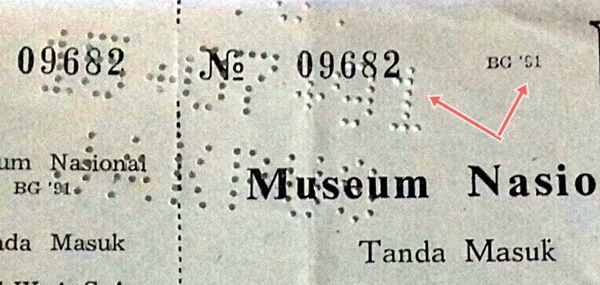 09682
um Nasional
BG '91
nda Masuk
№ 09682 BG '91
Museum Nasio
Tanda Masuk